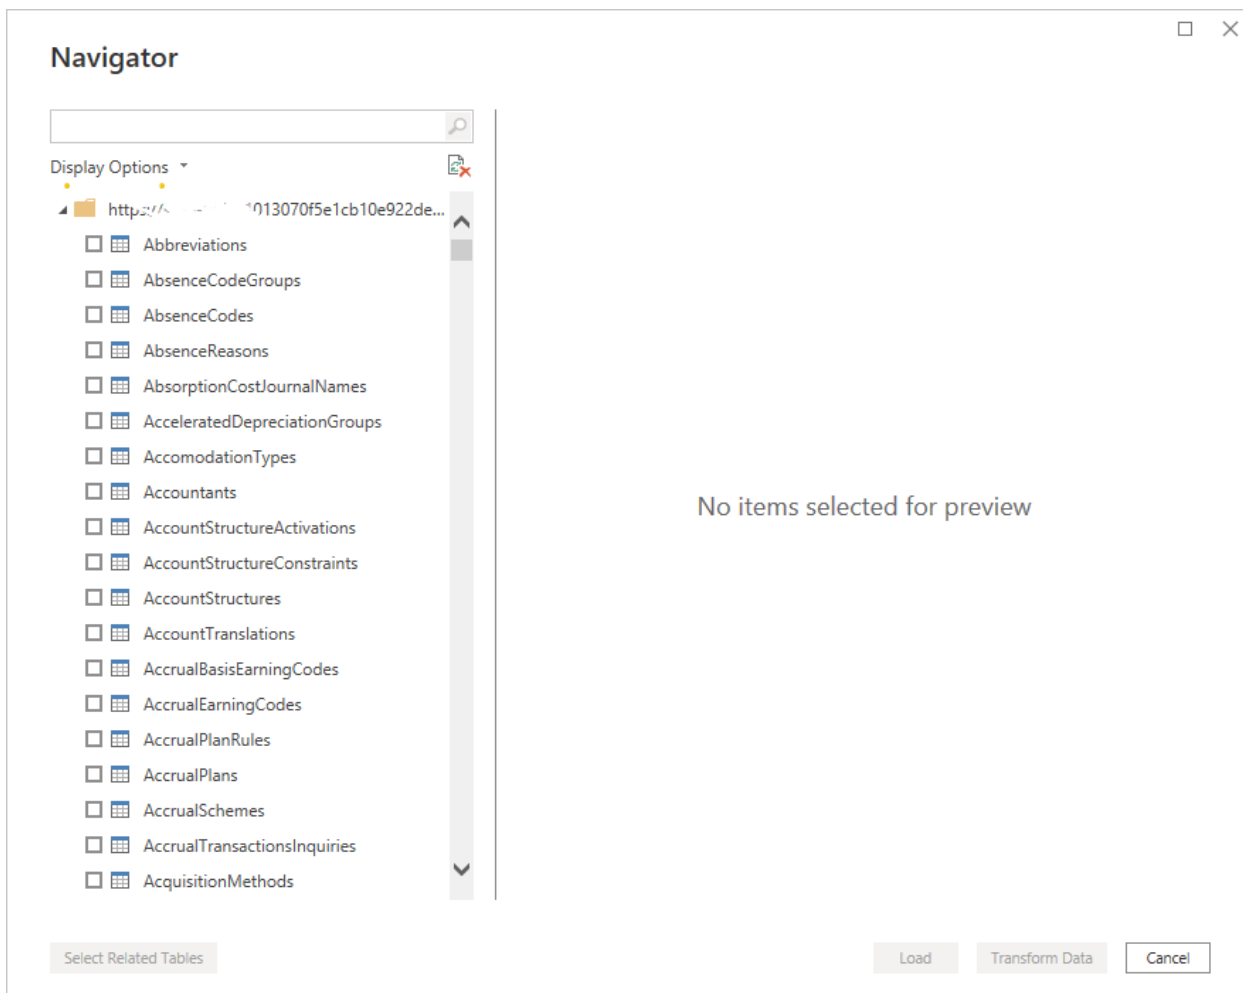 Navigator
Display Options
1013070f5e1cb10e922de...
Abbreviations
AbsenceCodeGroups
AbsenceCodes
AbsenceReasons
AbsorptionCostJournalNames
AcceleratedDepreciationGroups
AccomodationTypes
Accountants
AccountStructureActivations
AccountStructureConstraints
AccountStructures
AccountTranslations
AccrualBasisEarningCodes
AccrualEarningCodes
AccrualPlanRules
AccrualPlans
AccrualSchemes
AccrualTransactionsInquiries
AcquisitionMethods
No items selected for preview
Select Related Tables
Load
Transform Data
Cancel